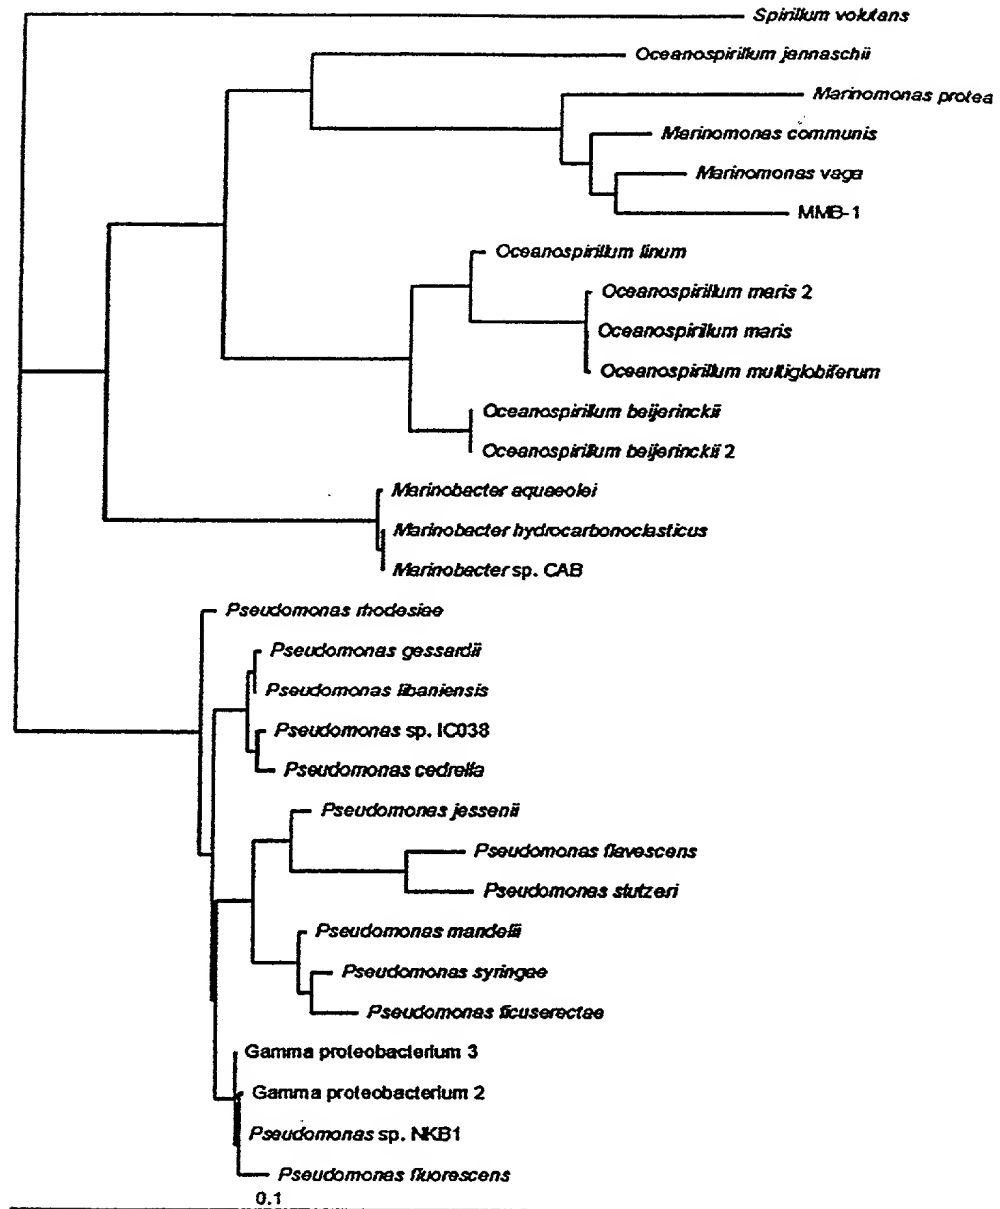 Spirillum volutans
Oceanospirillum jannaschii
Marinomonas protea
Marinomonas communis
Marinomonas vaga
MMB-1
Oceanospirillum linum
Oceanospirillum maris 2
Oceanospirillum maris
Oceanospirillum multiglobiferum
Oceanospirillum beijerinckii
Oceanospirillum beijerinckii 2
Marinobacter aquaeolei
Marinobacter hydrocarbonoclasticus
Marinobacter sp. CAB
Pseudomonas rhodesiae
Pseudomonas gessardii
Pseudomonas libaniensis
Pseudomonas sp. IC038
Pseudomonas cedrella
Pseudomonas jessenii
Pseudomonas flavescens
Pseudomonas stutzeri
Pseudomonas mandelii
Pseudomonas syringae
Pseudomonas ficuserectae
Gamma proteobacterium 3
Gamma proteobacterium 2
Pseudomonas sp. NKB1
Pseudomonas fluorescens
0.1